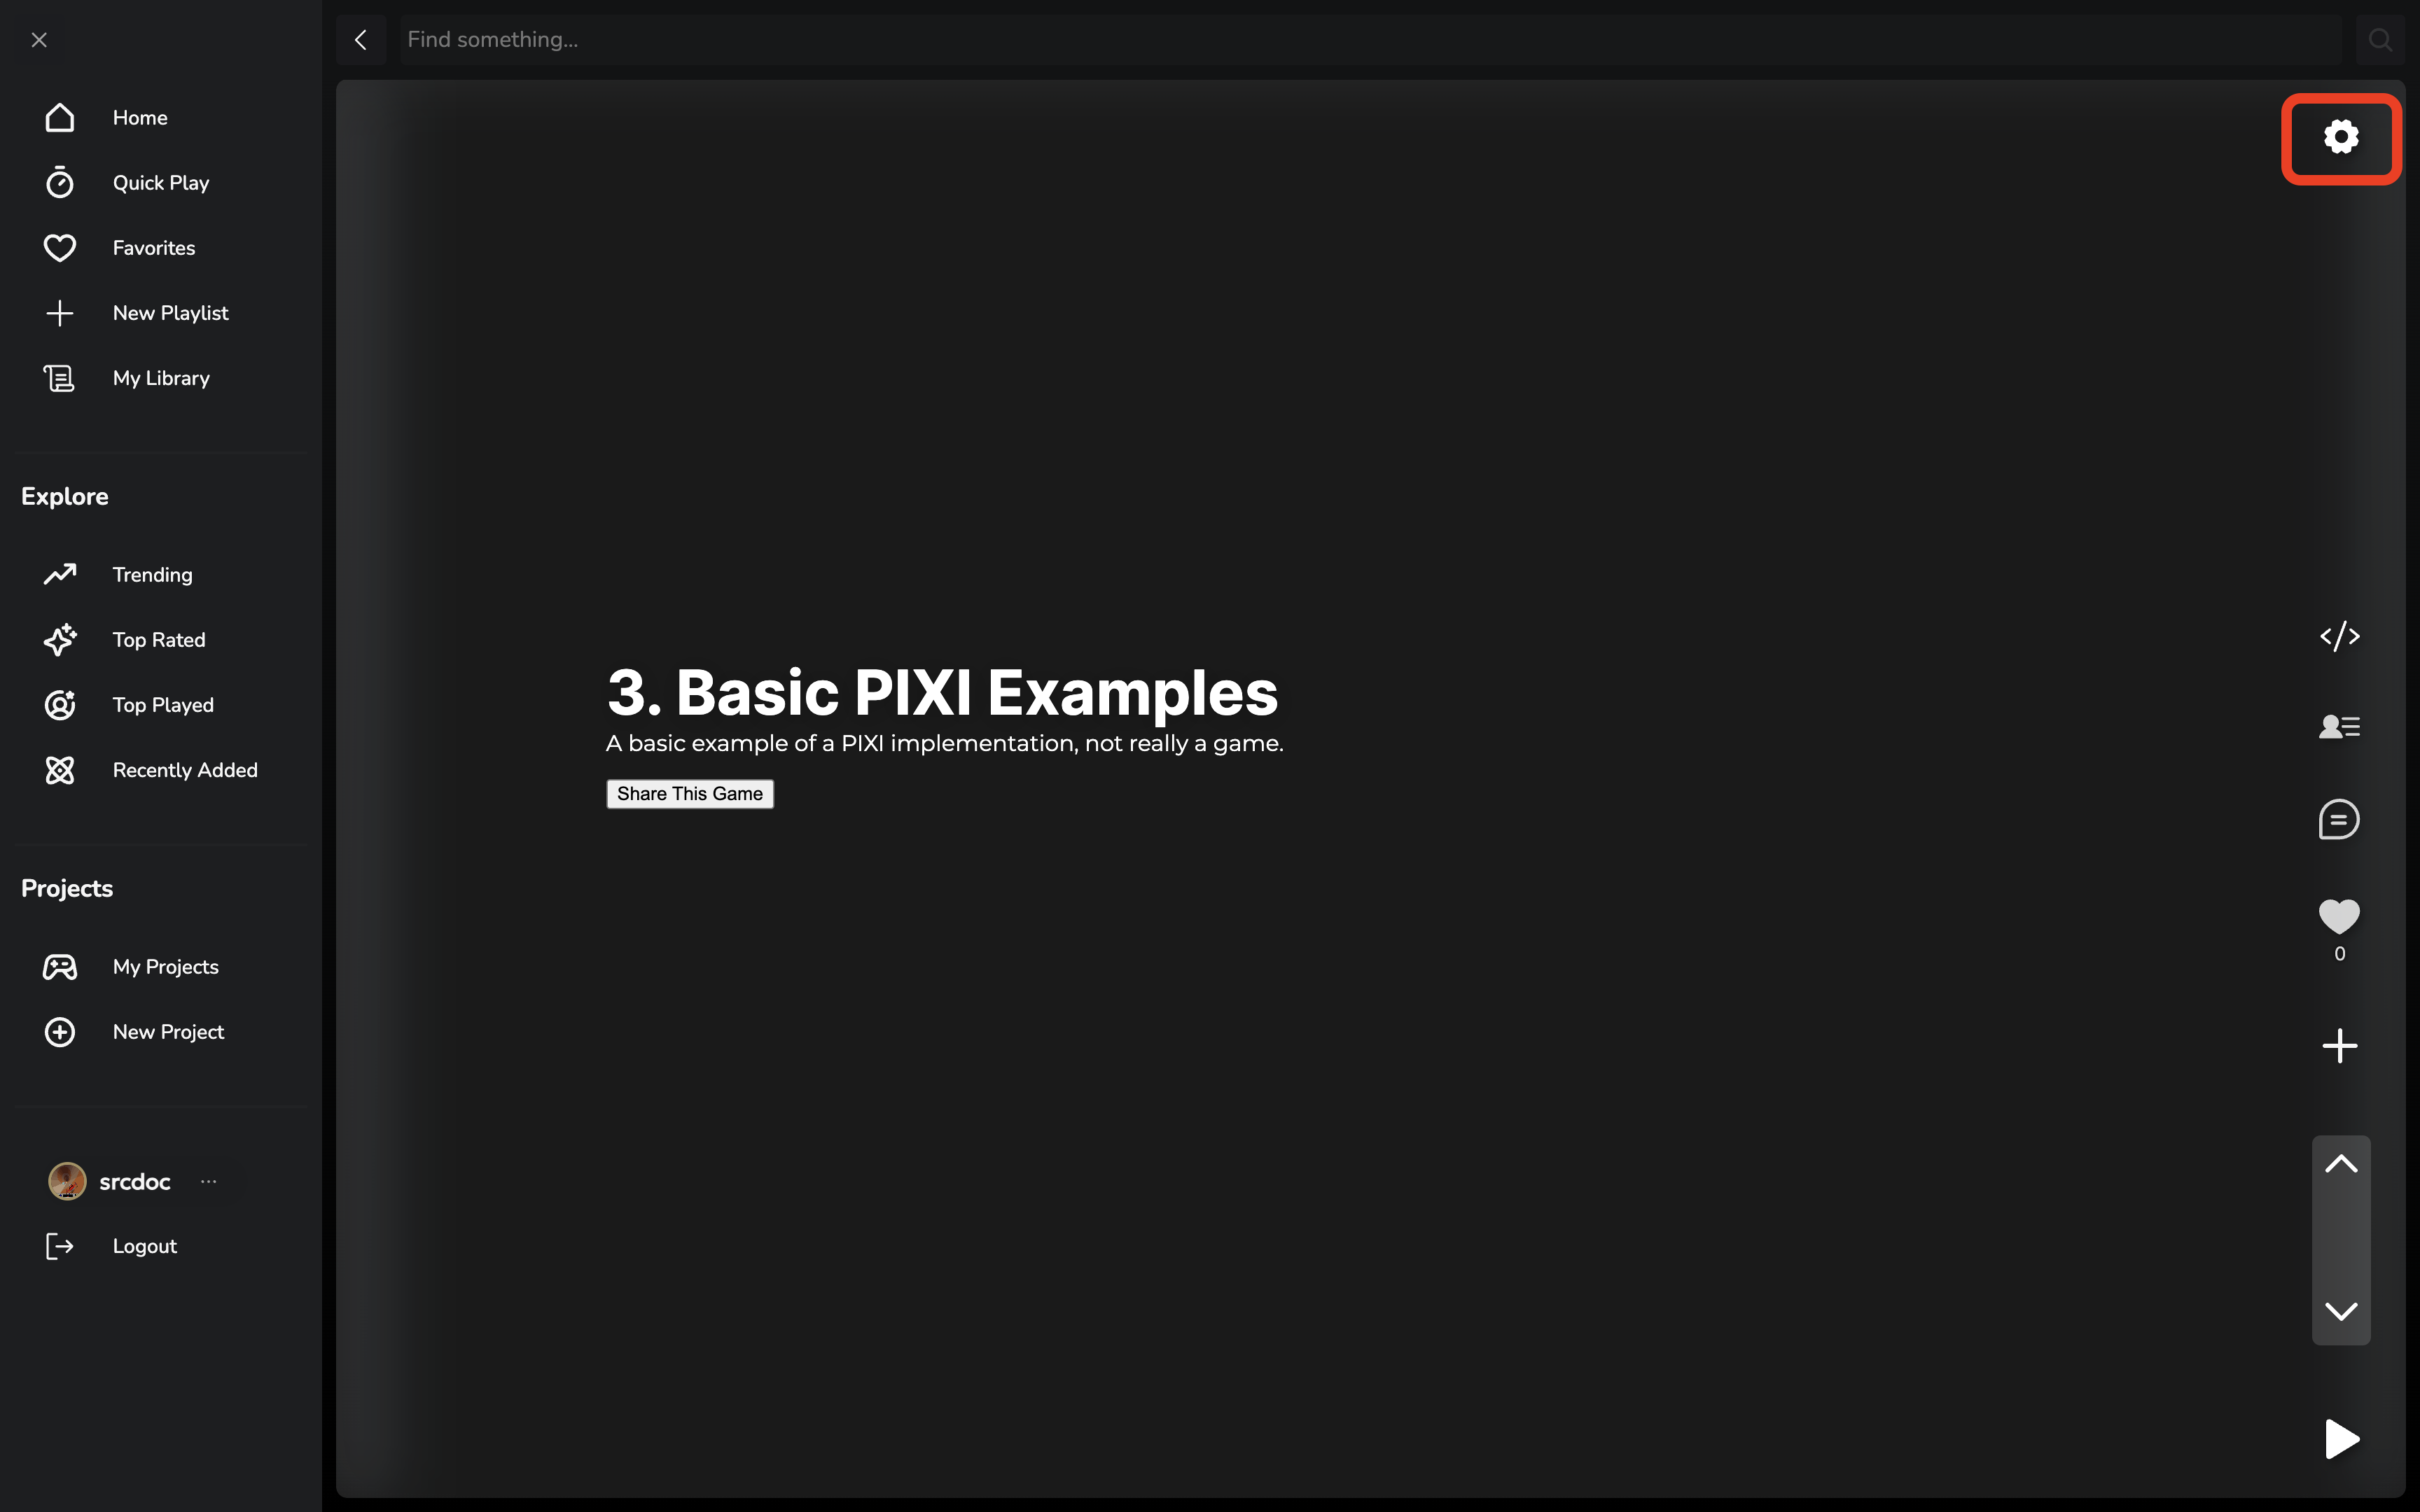 Find something...
Home
Quick Play
Favorites
New Playlist
My Library
Explore
Trending
Top Rated
Top Played
Recently Added
Projects
My Projects
New Project
srcdoc ...
Logout
3. Basic PIXI Examples
A basic example of a PIXI implementation, not really a game.
Share This Game
0